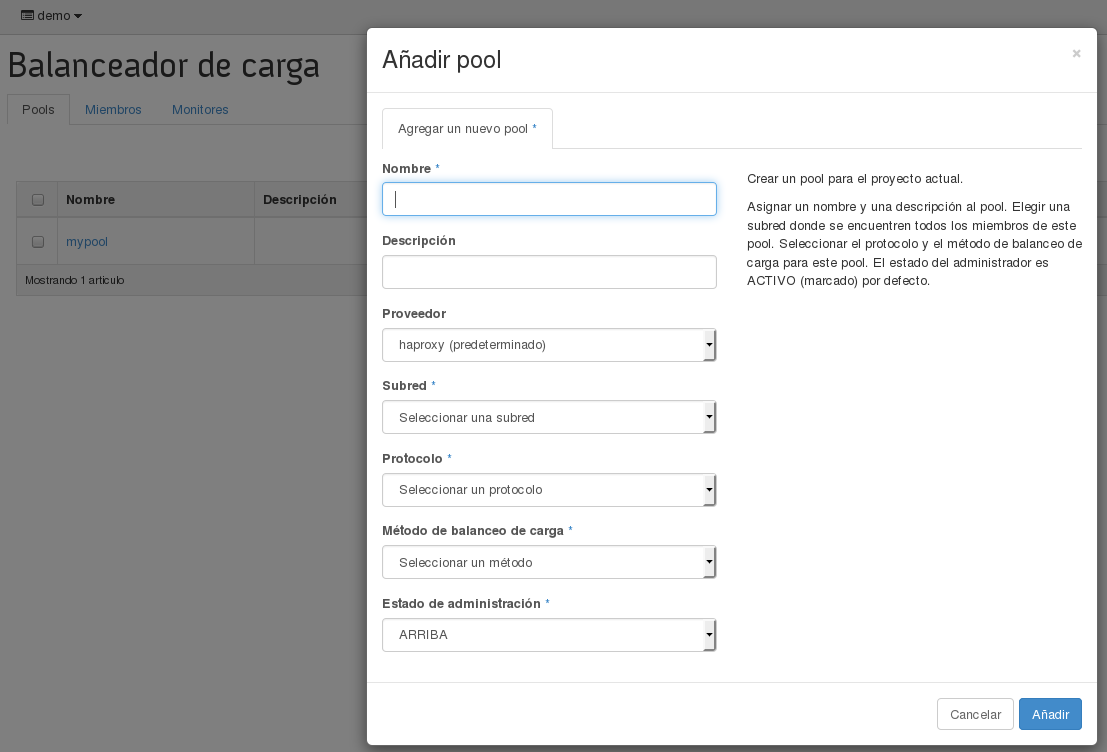 demo
Balanceador de carga
Pools Miembros Monitores
Nombre Descripción
mypool
Mostrando 1 artículo
Añadir pool ×
Agregar un nuevo pool *
Nombre *
Descripción
Proveedor
haproxy (predeterminado)
Subred *
Seleccionar una subred
Protocolo *
Seleccionar un protocolo
Método de balanceo de carga *
Seleccionar un método
Estado de administración *
ARRIBA
Crear un pool para el proyecto actual.
Asignar un nombre y una descripción al pool. Elegir una
subred donde se encuentren todos los miembros de este
pool. Seleccionar el protocolo y el método de balanceo de
carga para este pool. El estado del administrador es
ACTIVO (marcado) por defecto.
Cancelar Añadir